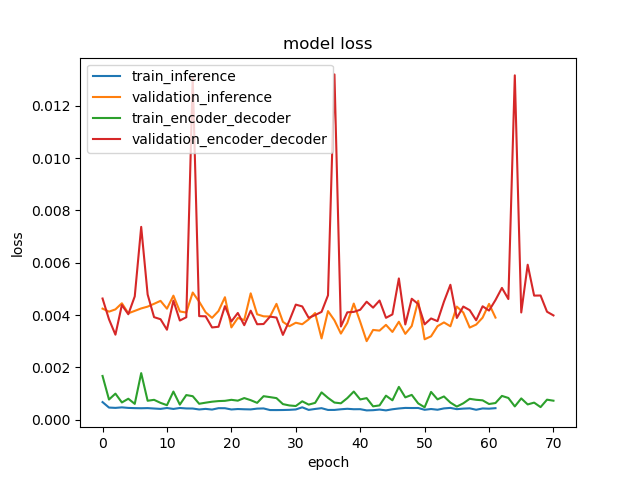 model loss
train_inference
validation_inference
train_encoder_decoder
validation_encoder_decoder
0.012
0.010
0.008
0.006
0.004
0.002
0.000
loss
0 10 20 30 40 50 60 70
epoch